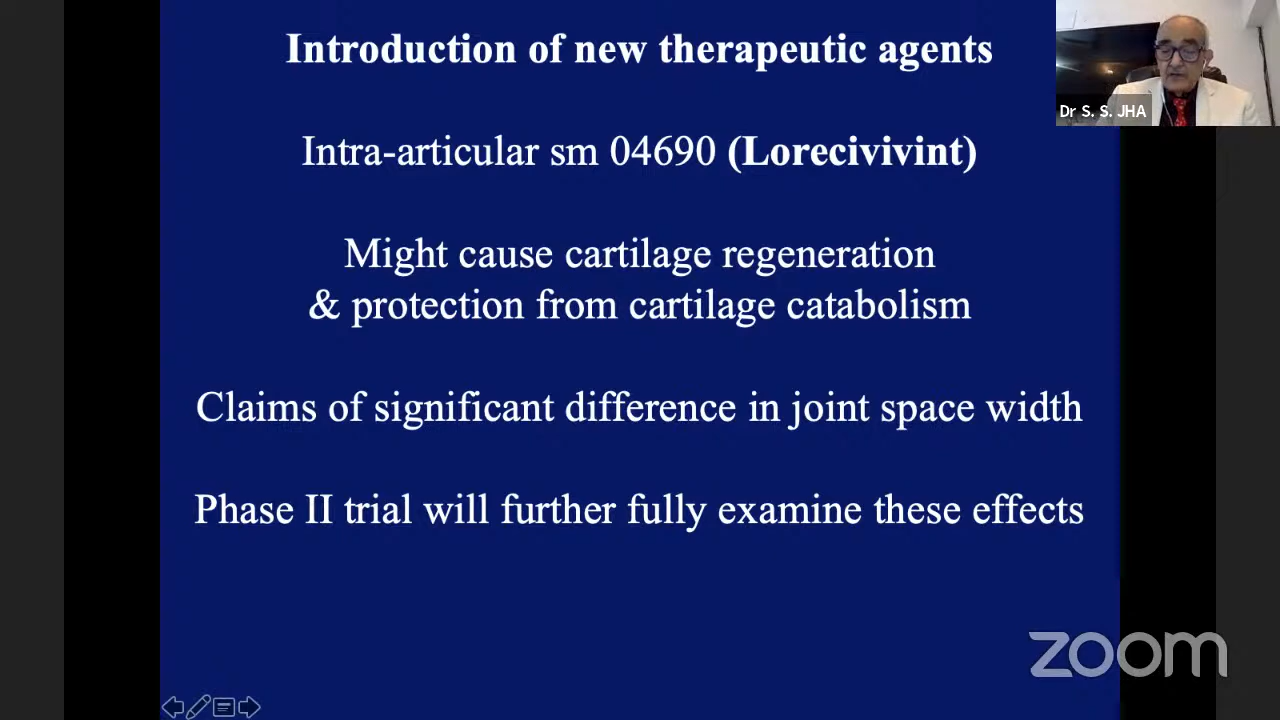 Introduction of new therapeutic agents
Dr S. S. JHA
Intra-articular sm 04690 (Lorecivivint)
Might cause cartilage regeneration
& protection from cartilage catabolism
Claims of significant difference in joint space width
Phase II trial will further fully examine these effects
zoom